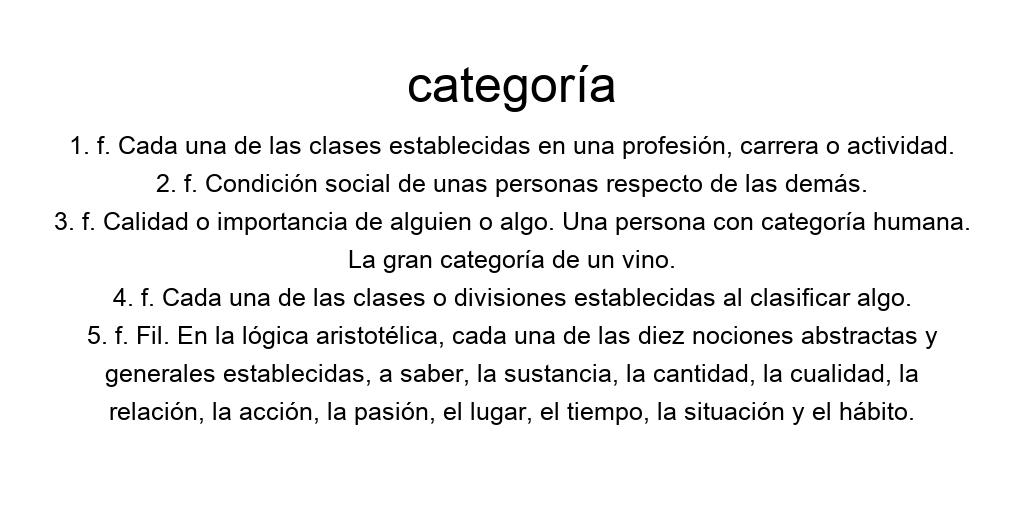 categoría
1. f. Cada una de las clases establecidas en una profesión, carrera o actividad.
2. f. Condición social de unas personas respecto de las demás.
3. f. Calidad o importancia de alguien o algo. Una persona con categoría humana.
La gran categoría de un vino.
4. f. Cada una de las clases o divisiones establecidas al clasificar algo.
5. f. Fil. En la lógica aristotélica, cada una de las diez nociones abstractas y
generales establecidas, a saber, la sustancia, la cantidad, la cualidad, la
relación, la acción, la pasión, el lugar, el tiempo, la situación y el hábito.